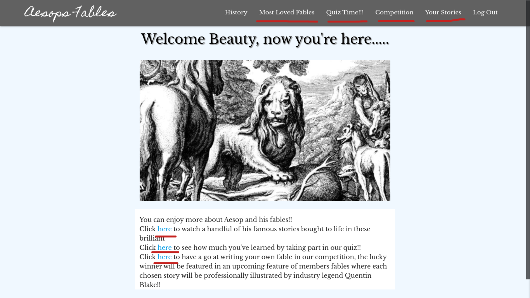 Aesops-Fables
History Most Loved Fables Quiz Time!!! Competition Your Stories Log Out
Welcome Beauty, now you're here.....
You can enjoy more about Aesop and his fables!!
Click here to watch a handful of his famous stories bought to life in these
brilliant
Click here to see how much you've learned by taking part in our quiz!!
Click here to have a go at writing your own fable in our competition, the lucky
winner will be featured in an upcoming feature of members fables where each
chosen story will be professionally illustrated by industry legend Quentin
Blake!!